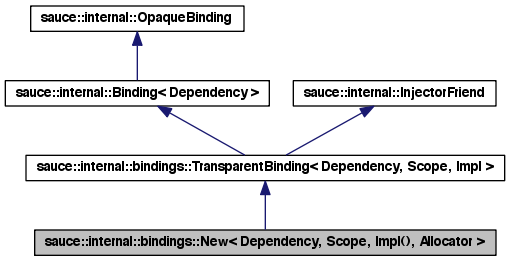 sauce::internal::OpaqueBinding
sauce::internal::Binding< Dependency >
sauce::internal::InjectorFriend
sauce::internal::bindings::TransparentBinding< Dependency, Scope, Impl >
sauce::internal::bindings::New< Dependency, Scope, Impl(), Allocator >